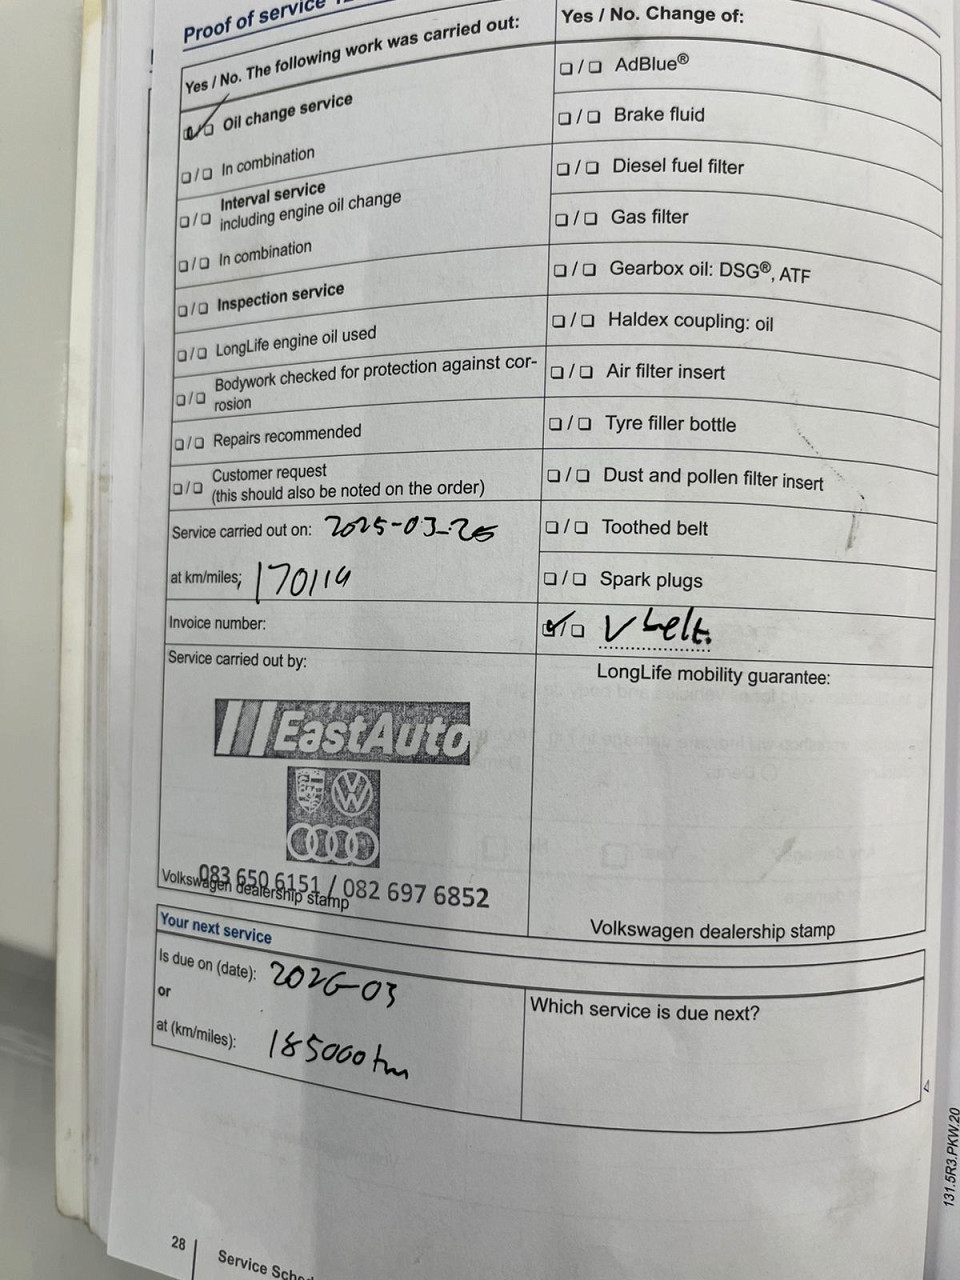 Proof of service
Yes / No. The following work was carried out:
☑/❏ Oil change service
❏/❏ In combination
❏/❏ Interval service
including engine oil change
❏/❏ In combination
❏/❏ Inspection service
❏/❏ LongLife engine oil used
❏/❏ Bodywork checked for protection against cor-
rosion
❏/❏ Repairs recommended
❏/❏ Customer request
(this should also be noted on the order)
Service carried out on: 2025-03-26
at km/miles; 170114
Invoice number:
Service carried out by:
EastAuto
083 650 6151 / 082 697 6852
Volkswagen dealership stamp
Yes / No. Change of:
❏/❏ AdBlue®
❏/❏ Brake fluid
❏/❏ Diesel fuel filter
❏/❏ Gas filter
❏/❏ Gearbox oil: DSG®, ATF
❏/❏ Haldex coupling: oil
❏/❏ Air filter insert
❏/❏ Tyre filler bottle
❏/❏ Dust and pollen filter insert
❏/❏ Toothed belt
❏/❏ Spark plugs
☑/❏ V belt.
LongLife mobility guarantee:
Volkswagen dealership stamp
Your next service
Is due on (date): 2026-03
or
at (km/miles): 185000km
Which service is due next?
131.5R3.PKW.20
28
Service